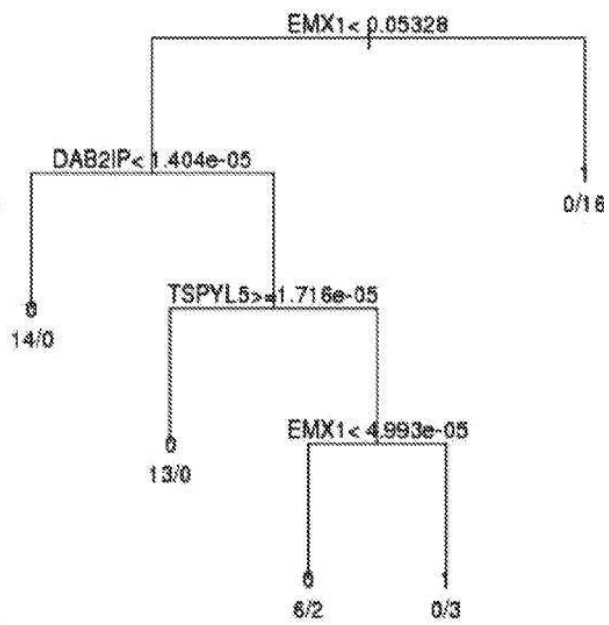 EMX1< 0.05328
DAB2IP< 1.404e-05
1
0/16
0
14/0
TSPYL5>=1.716e-05
0
13/0
EMX1< 4.993e-05
0
1
6/2
0/3